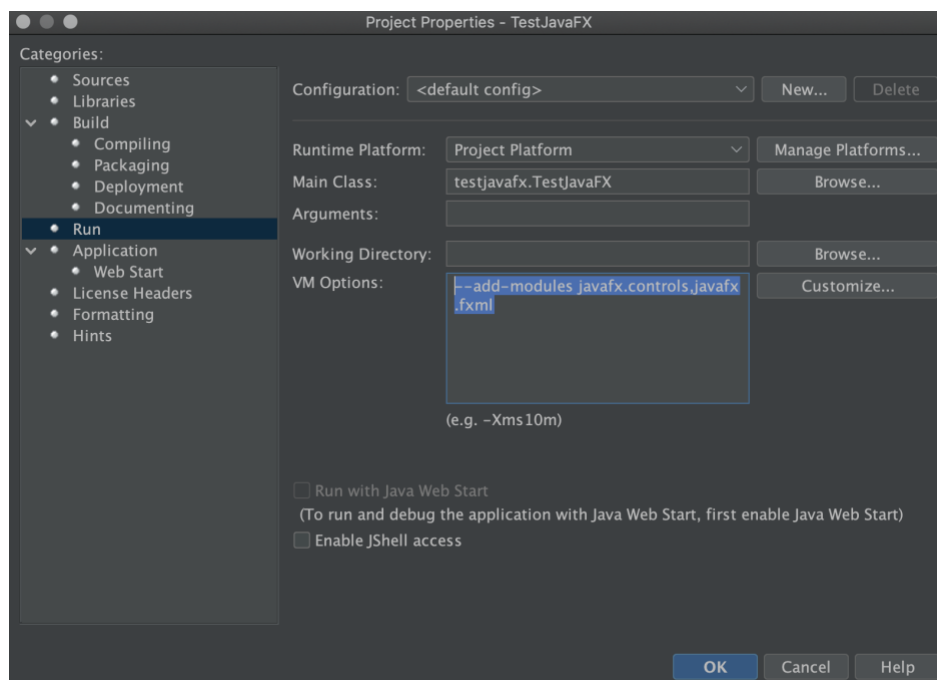 Project Properties - TestJavaFX
Categories:
Sources
Libraries
Build
Compiling
Packaging
Deployment
Documenting
Run
Application
Web Start
License Headers
Formatting
Hints
Configuration: <default config> New... Delete
Runtime Platform: Project Platform Manage Platforms...
Main Class: testjavafx.TestJavaFX Browse...
Arguments:
Working Directory: Browse...
VM Options: --add-modules javafx.controls,javafx Customize...
.fxml
(e.g. -Xms10m)
Run with Java Web Start
(To run and debug the application with Java Web Start, first enable Java Web Start)
Enable JShell access
OK Cancel Help